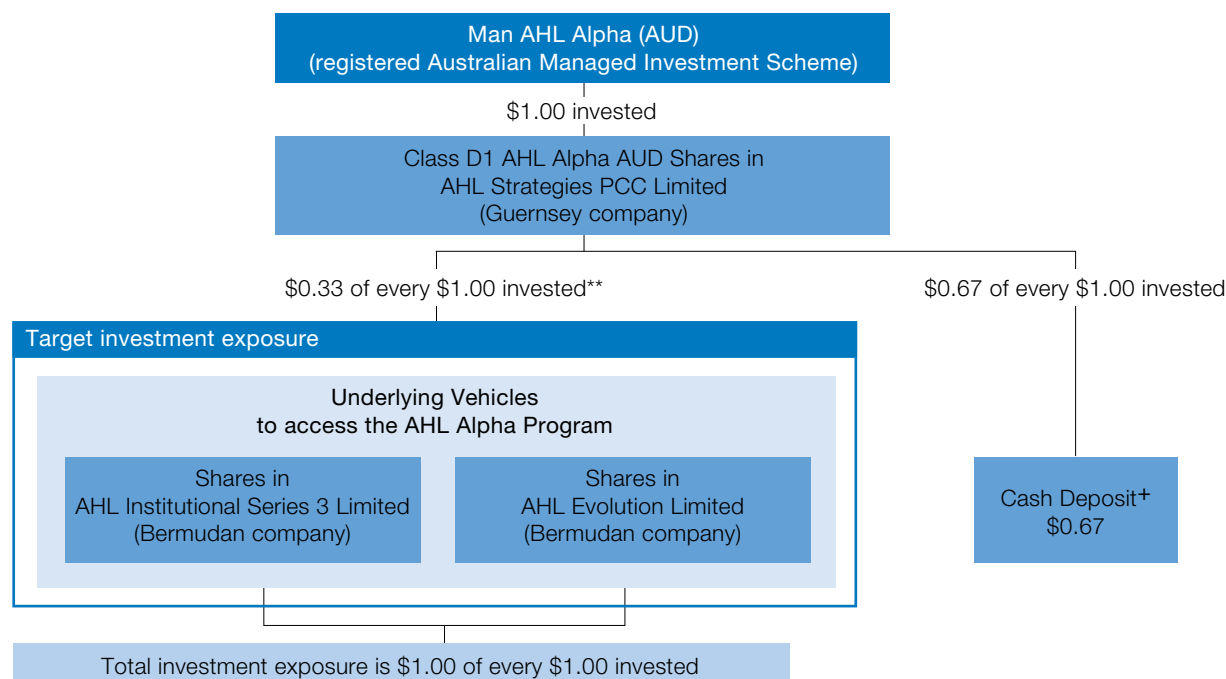 Man AHL Alpha (AUD)
(registered Australian Managed Investment Scheme)
$1.00 invested
Class D1 AHL Alpha AUD Shares in
AHL Strategies PCC Limited
(Guernsey company)
$0.33 of every $1.00 invested**
$0.67 of every $1.00 invested
Target investment exposure
Underlying Vehicles
to access the AHL Alpha Program
Shares in
AHL Institutional Series 3 Limited
(Bermudan company)
Shares in
AHL Evolution Limited
(Bermudan company)
Cash Deposit+
$0.67
Total investment exposure is $1.00 of every $1.00 invested